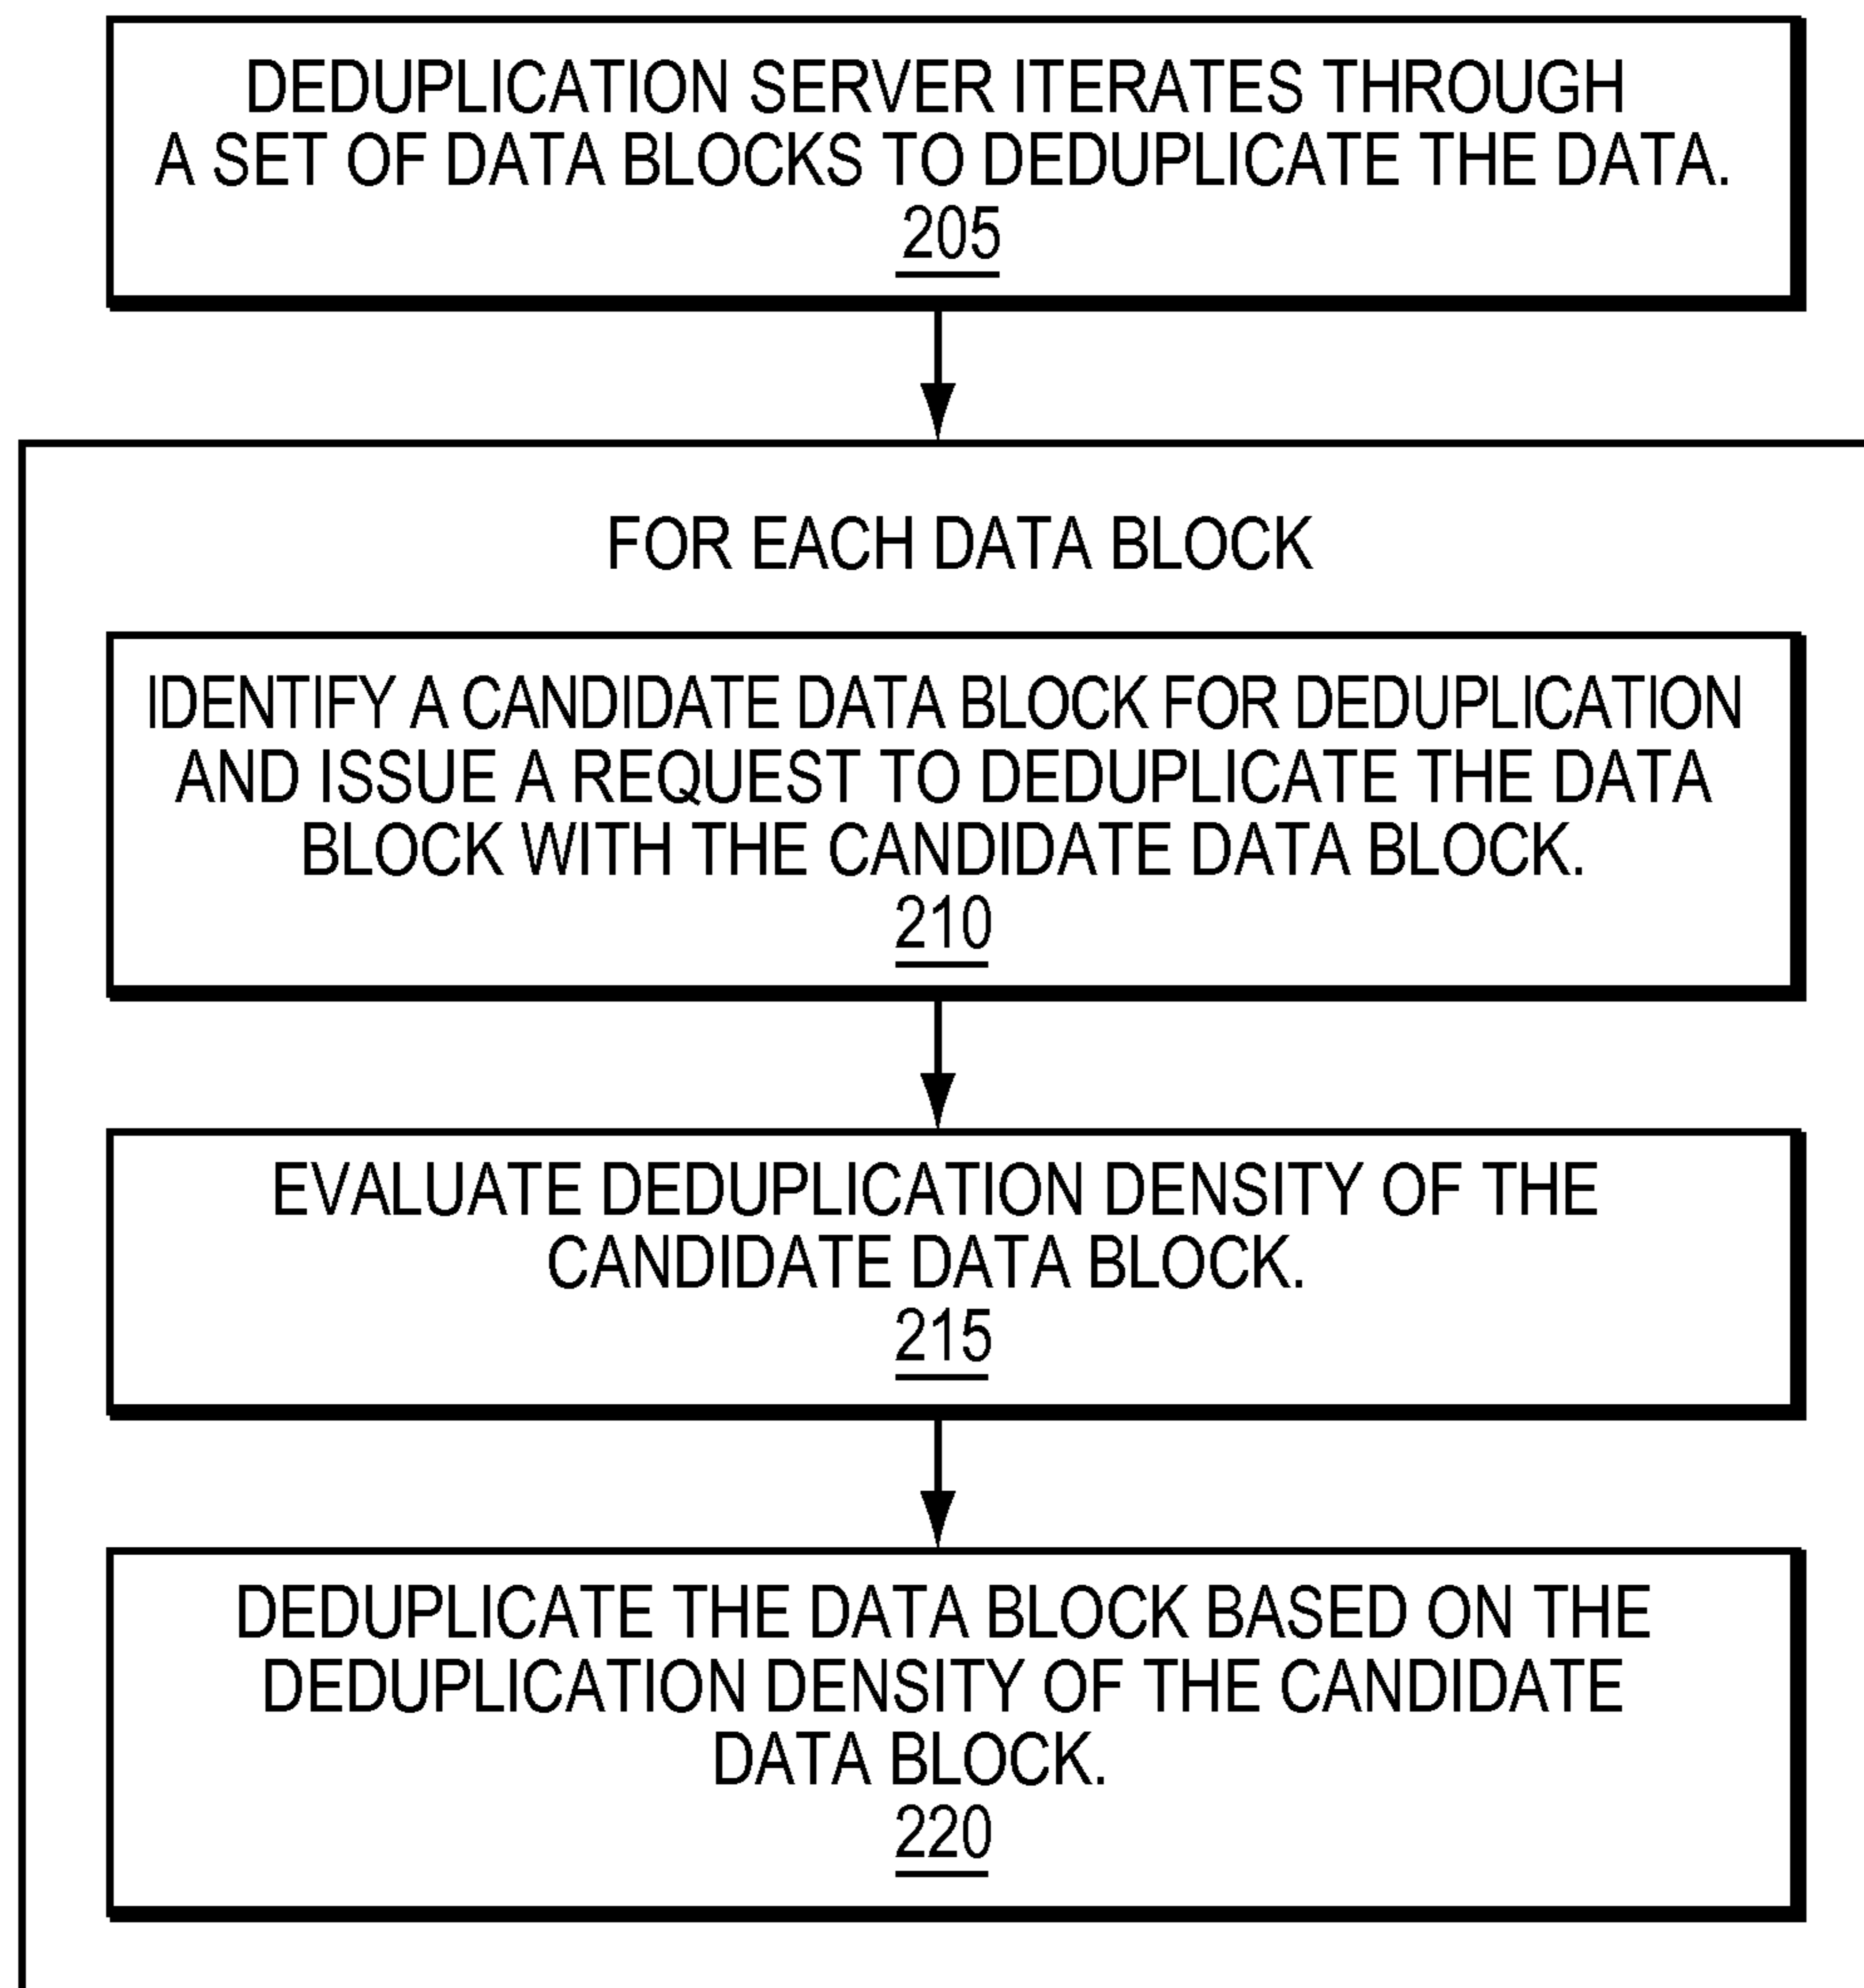 DEDUPLICATION SERVER ITERATES THROUGH
A SET OF DATA BLOCKS TO DEDUPLICATE THE DATA.
205
FOR EACH DATA BLOCK
IDENTIFY A CANDIDATE DATA BLOCK FOR DEDUPLICATION
AND ISSUE A REQUEST TO DEDUPLICATE THE DATA
BLOCK WITH THE CANDIDATE DATA BLOCK.
210
EVALUATE DEDUPLICATION DENSITY OF THE
CANDIDATE DATA BLOCK.
215
DEDUPLICATE THE DATA BLOCK BASED ON THE
DEDUPLICATION DENSITY OF THE CANDIDATE
DATA BLOCK.
220